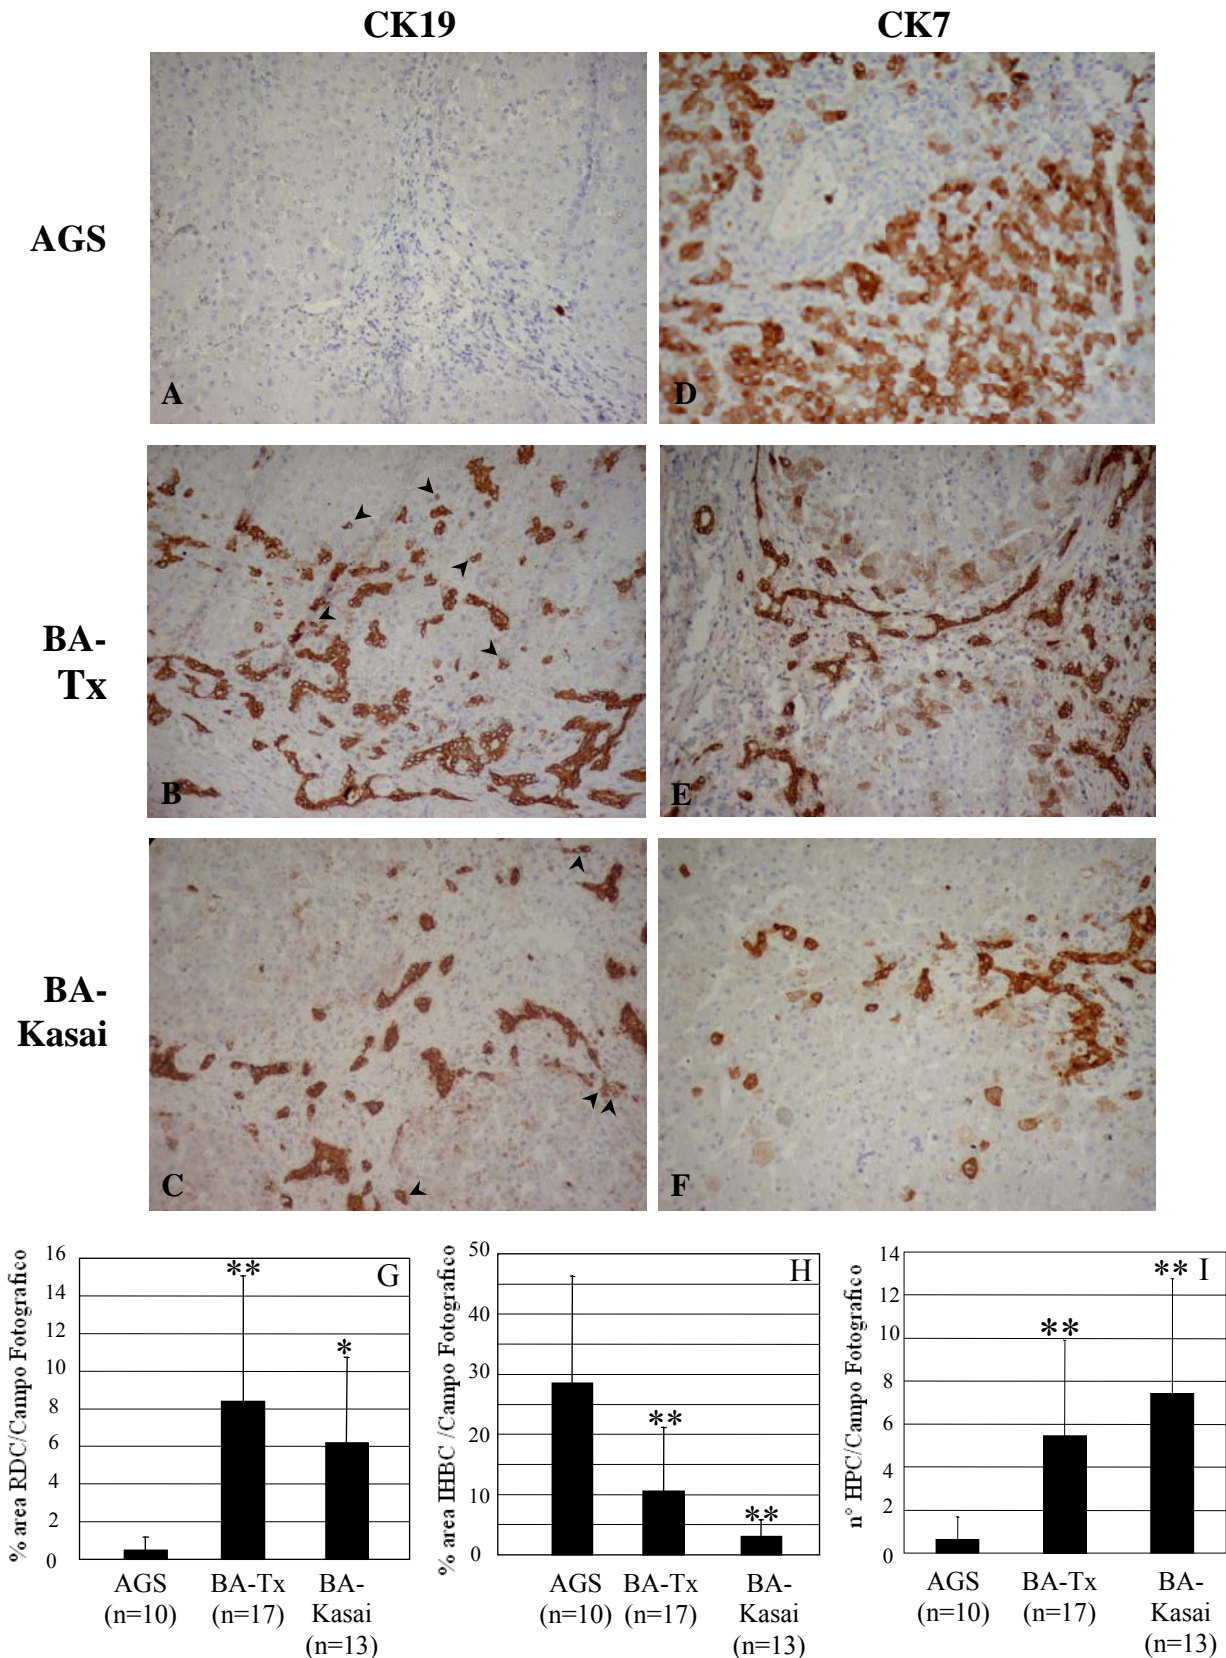 CK19 CK7
AGS
A D
BA-
Tx
B E
BA-
Kasai
C F
% area RDC/Campo Fotografico
16
14
12
10
8
6
4
2
0
**
*
G
AGS
(n=10)
BA-Tx
(n=17)
BA-
Kasai
(n=13)
% area IHBC /Campo Fotografico
50
40
30
20
10
0
**
**
H
AGS
(n=10)
BA-Tx
(n=17)
BA-
Kasai
(n=13)
n° HPC/Campo Fotografico
14
12
10
8
6
4
2
0
**
**
I
AGS
(n=10)
BA-Tx
(n=17)
BA-
Kasai
(n=13)